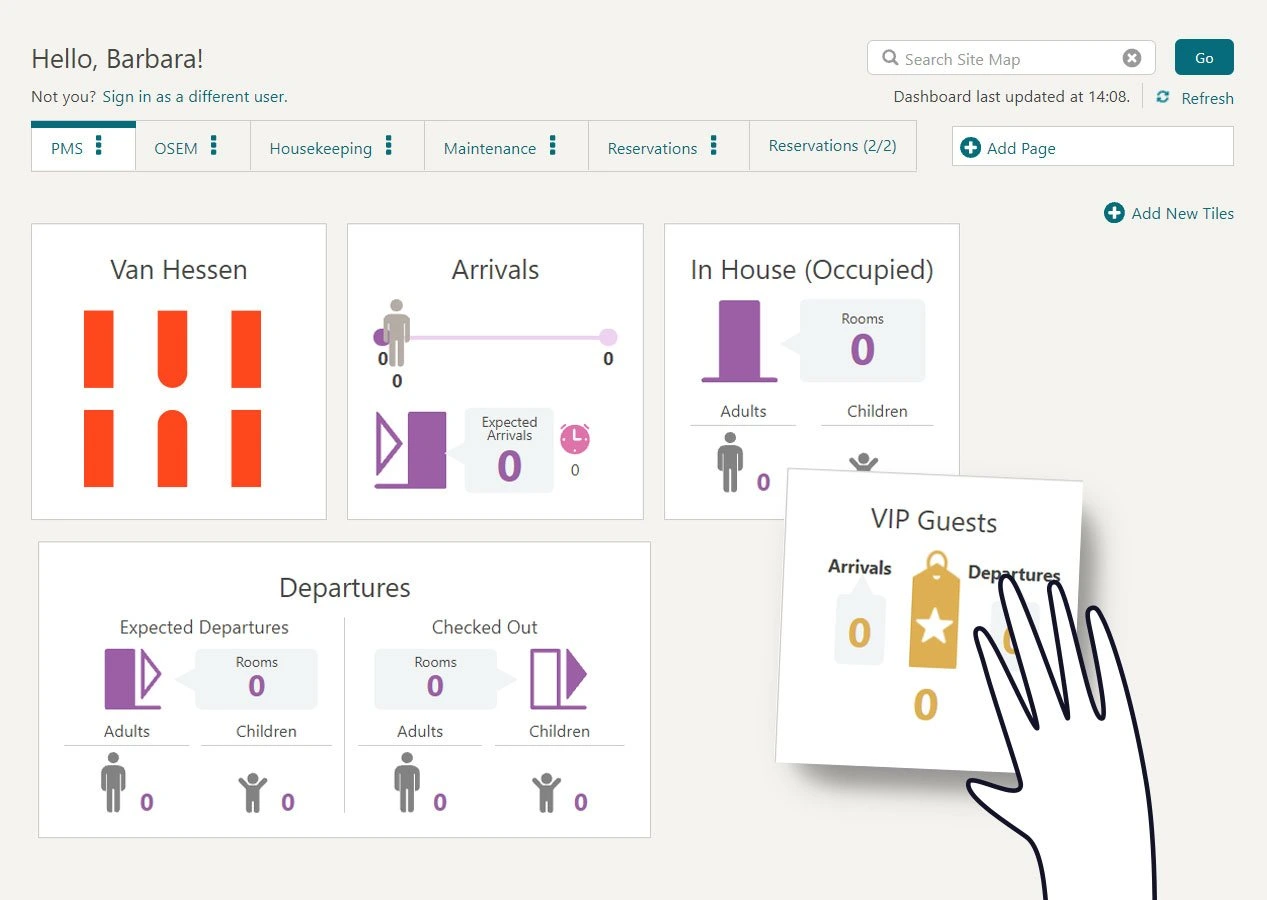 Hello, Barbara!
Search Site Map
Go
Not you? Sign in as a different user.
Dashboard last updated at 14:08.
Refresh
PMS
OSEM
Housekeeping
Maintenance
Reservations
Reservations (2/2)
Add Page
Add New Tiles
Van Hessen
Arrivals
0
0
0
Expected
Arrivals
0
0
In House (Occupied)
Rooms
0
Adults
Children
0
VIP Guests
Arrivals
Departures
0
0
Departures
Expected Departures
Rooms
0
Adults
Children
0
0
Checked Out
Rooms
0
Adults
Children
0
0